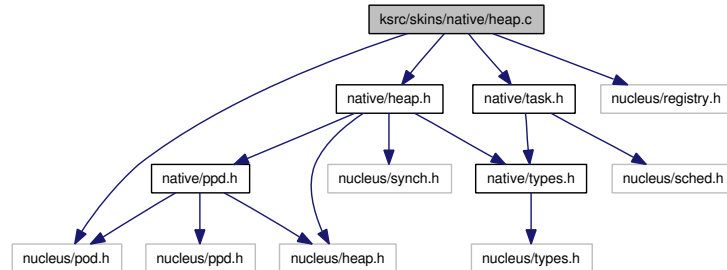 ksrc/skins/native/heap.c
native/heap.h
native/task.h
nucleus/registry.h
native/ppd.h
nucleus/synch.h
native/types.h
nucleus/sched.h
nucleus/pod.h
nucleus/ppd.h
nucleus/heap.h
nucleus/types.h